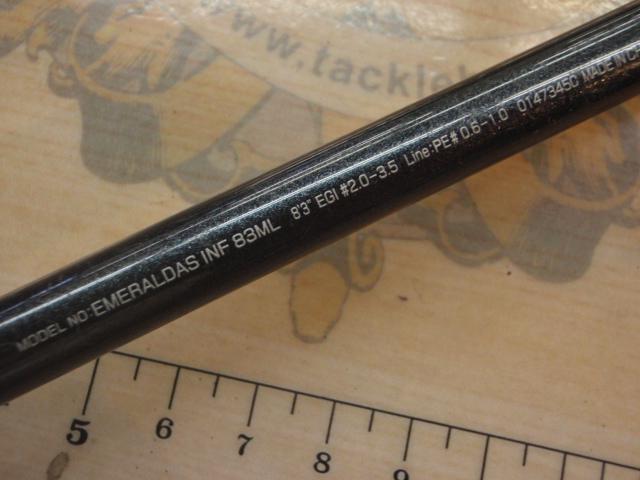 www.tackle
MODEL NO:EMERALDAS INF 83ML 8'3" EGI #2.0-3.5 Line:PE# 0.6-1.0 01473450 MADE IN
5 6 7 8 9